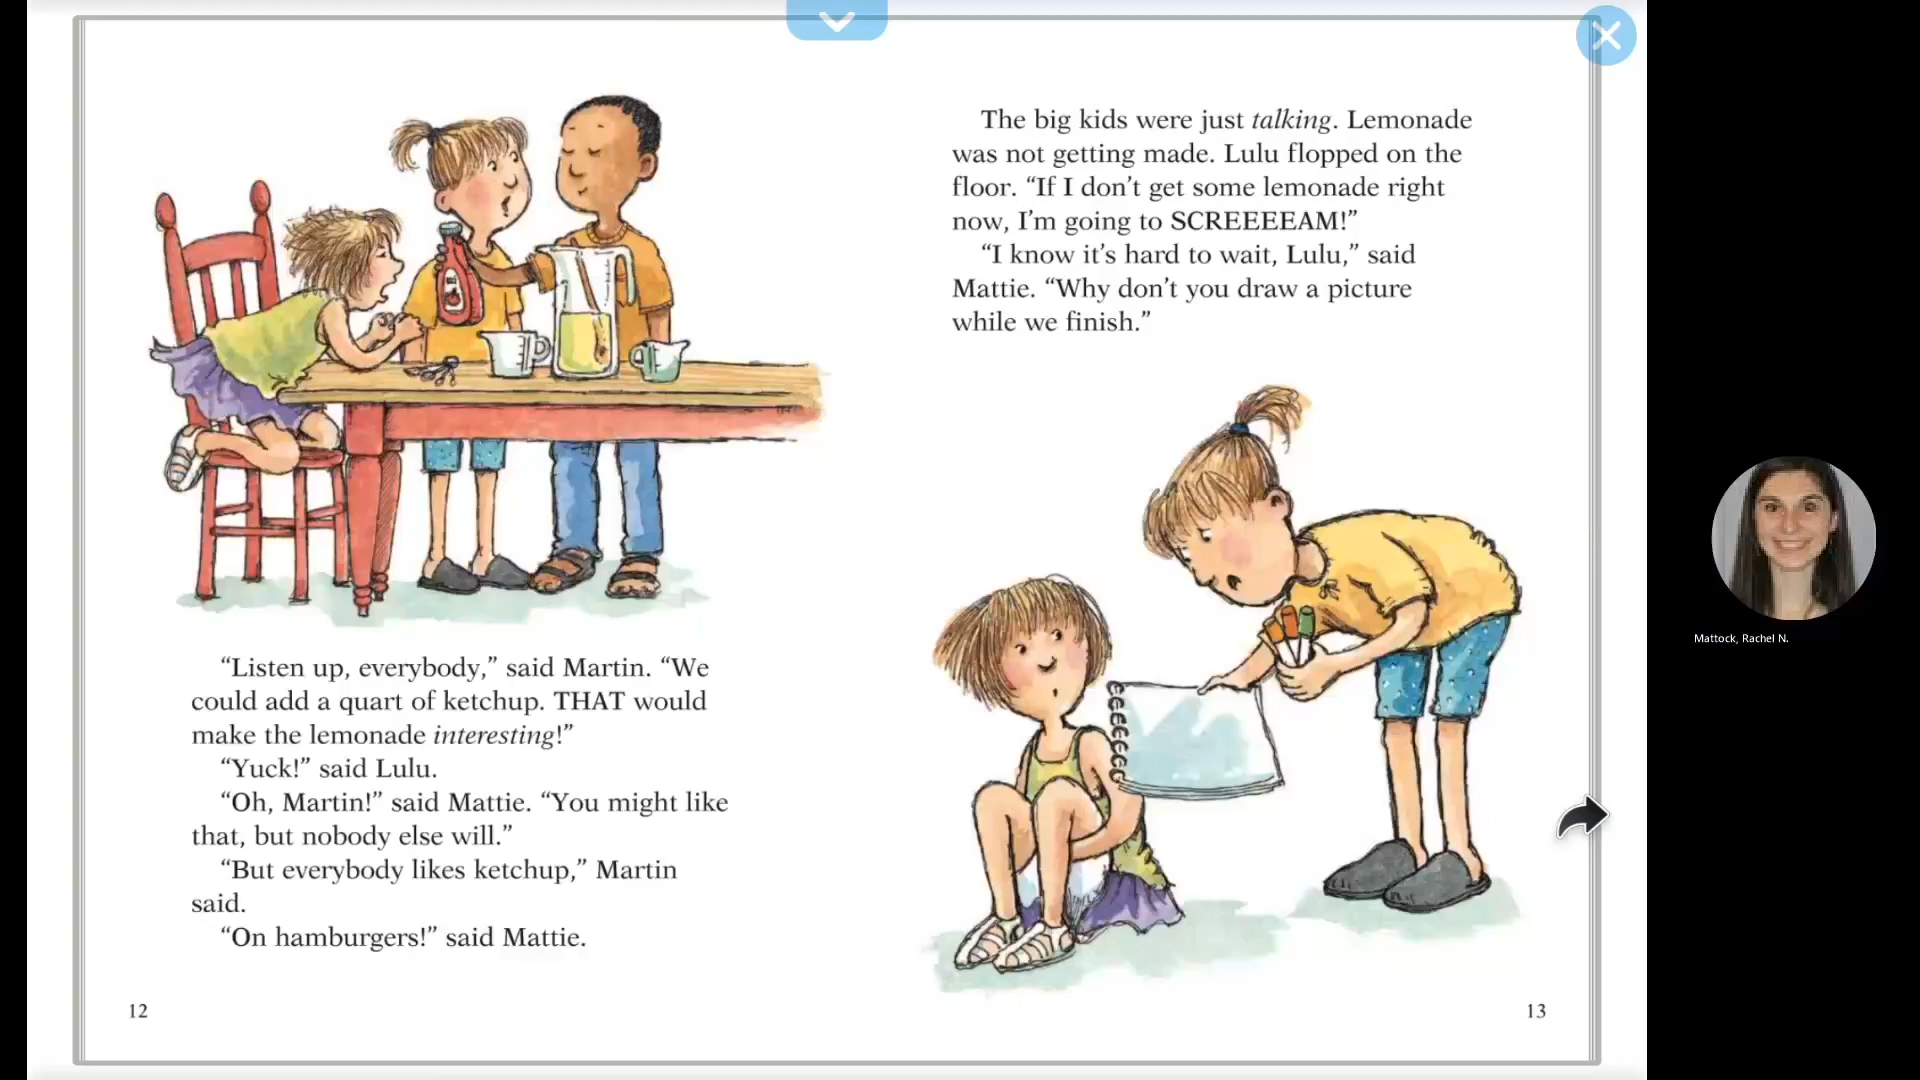 “Listen up, everybody,” said Martin. “We
could add a quart of ketchup. THAT would
make the lemonade interesting!”
“Yuck!” said Lulu.
“Oh, Martin!” said Mattie. “You might like
that, but nobody else will.”
“But everybody likes ketchup,” Martin
said.
“On hamburgers!” said Mattie.
12
The big kids were just talking. Lemonade
was not getting made. Lulu flopped on the
floor. “If I don’t get some lemonade right
now, I’m going to SCREEEEAM!”
“I know it’s hard to wait, Lulu,” said
Mattie. “Why don’t you draw a picture
while we finish.”
13
Mattock, Rachel N.